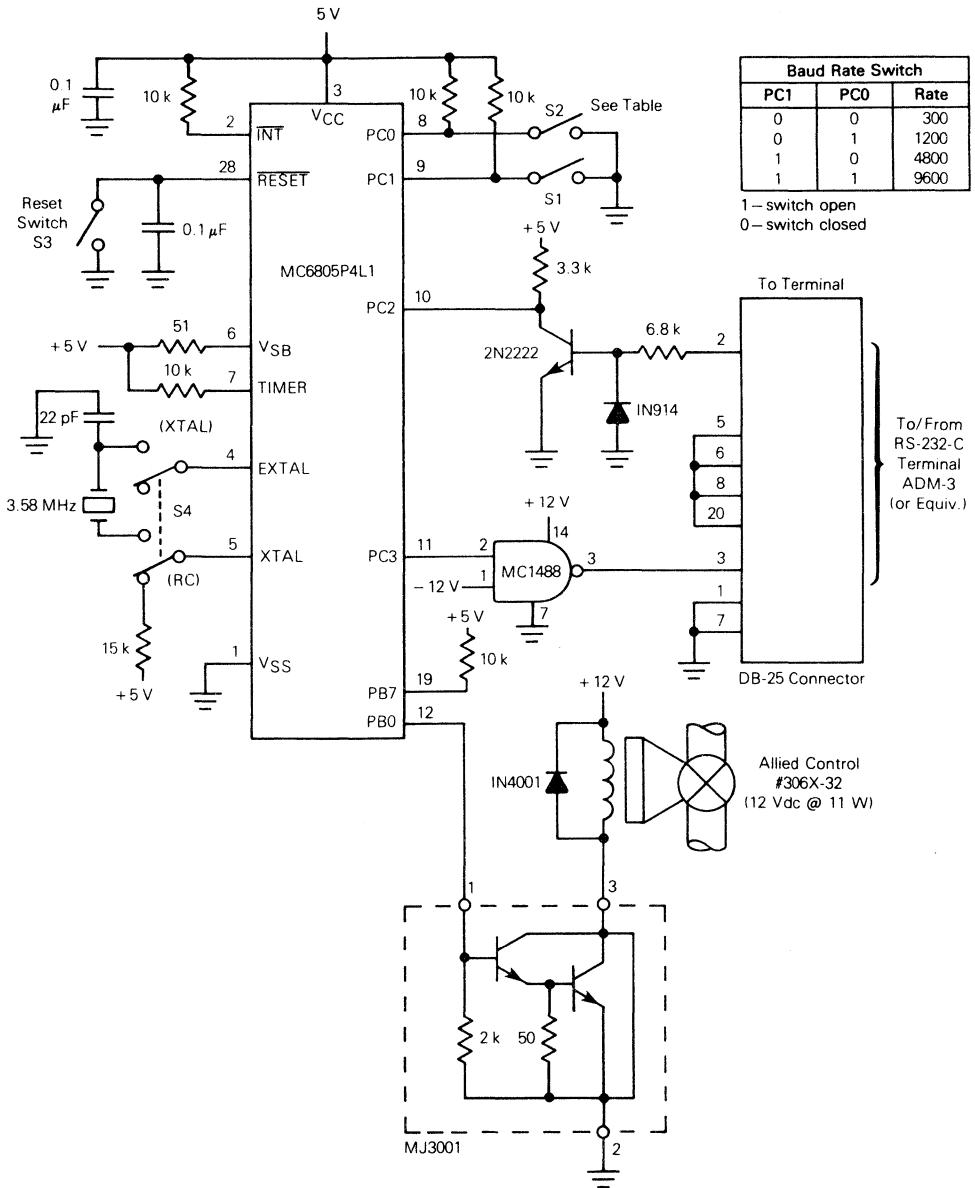 5 V
0.1
μF
10 k
3
VCC
2
INT
10 k
10 k
8
PC0
S2
See Table
9
PC1
S1
Baud Rate Switch
PC1 PC0 Rate
0 0 300
0 1 1200
1 0 4800
1 1 9600
1 – switch open
0 – switch closed
28
RESET
Reset
Switch
S3
0.1 μF
MC6805P4L1
+ 5 V
3.3 k
10
PC2
2N2222
6.8 k
IN914
To Terminal
2
5
6
8
20
3
1
7
DB-25 Connector
To/From
RS-232-C
Terminal
ADM-3
(or Equiv.)
+ 5 V
51
6
VSB
10 k
7
TIMER
22 pF
(XTAL)
4
EXTAL
3.58 MHz
S4
5
XTAL
(RC)
15 k
+ 5 V
1
VSS
11
PC3
+ 12 V
14
2
1
MC1488
3
– 12 V
7
+ 5 V
10 k
19
PB7
12
PB0
+ 12 V
IN4001
Allied Control
#306X-32
(12 Vdc @ 11 W)
1
3
2 k
50
MJ3001
2